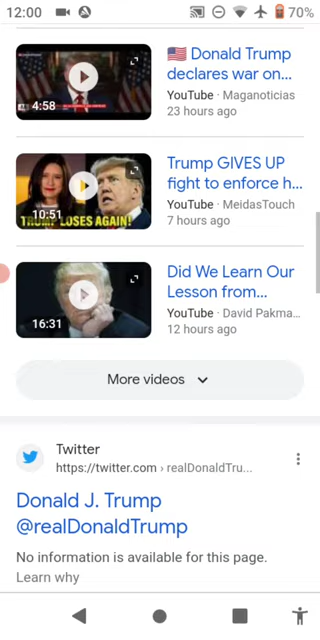 12:00
70%
🇺🇸 Donald Trump
declares war on...
YouTube · Maganoticias
23 hours ago
4:58
Trump GIVES UP
fight to enforce h...
YouTube · MeidasTouch
7 hours ago
10:51
TRUMP LOSES AGAIN!
Did We Learn Our
Lesson from...
YouTube · David Pakma...
12 hours ago
16:31
More videos
Twitter
https://twitter.com › realDonaldTru...
Donald J. Trump
@realDonaldTrump
No information is available for this page.
Learn why